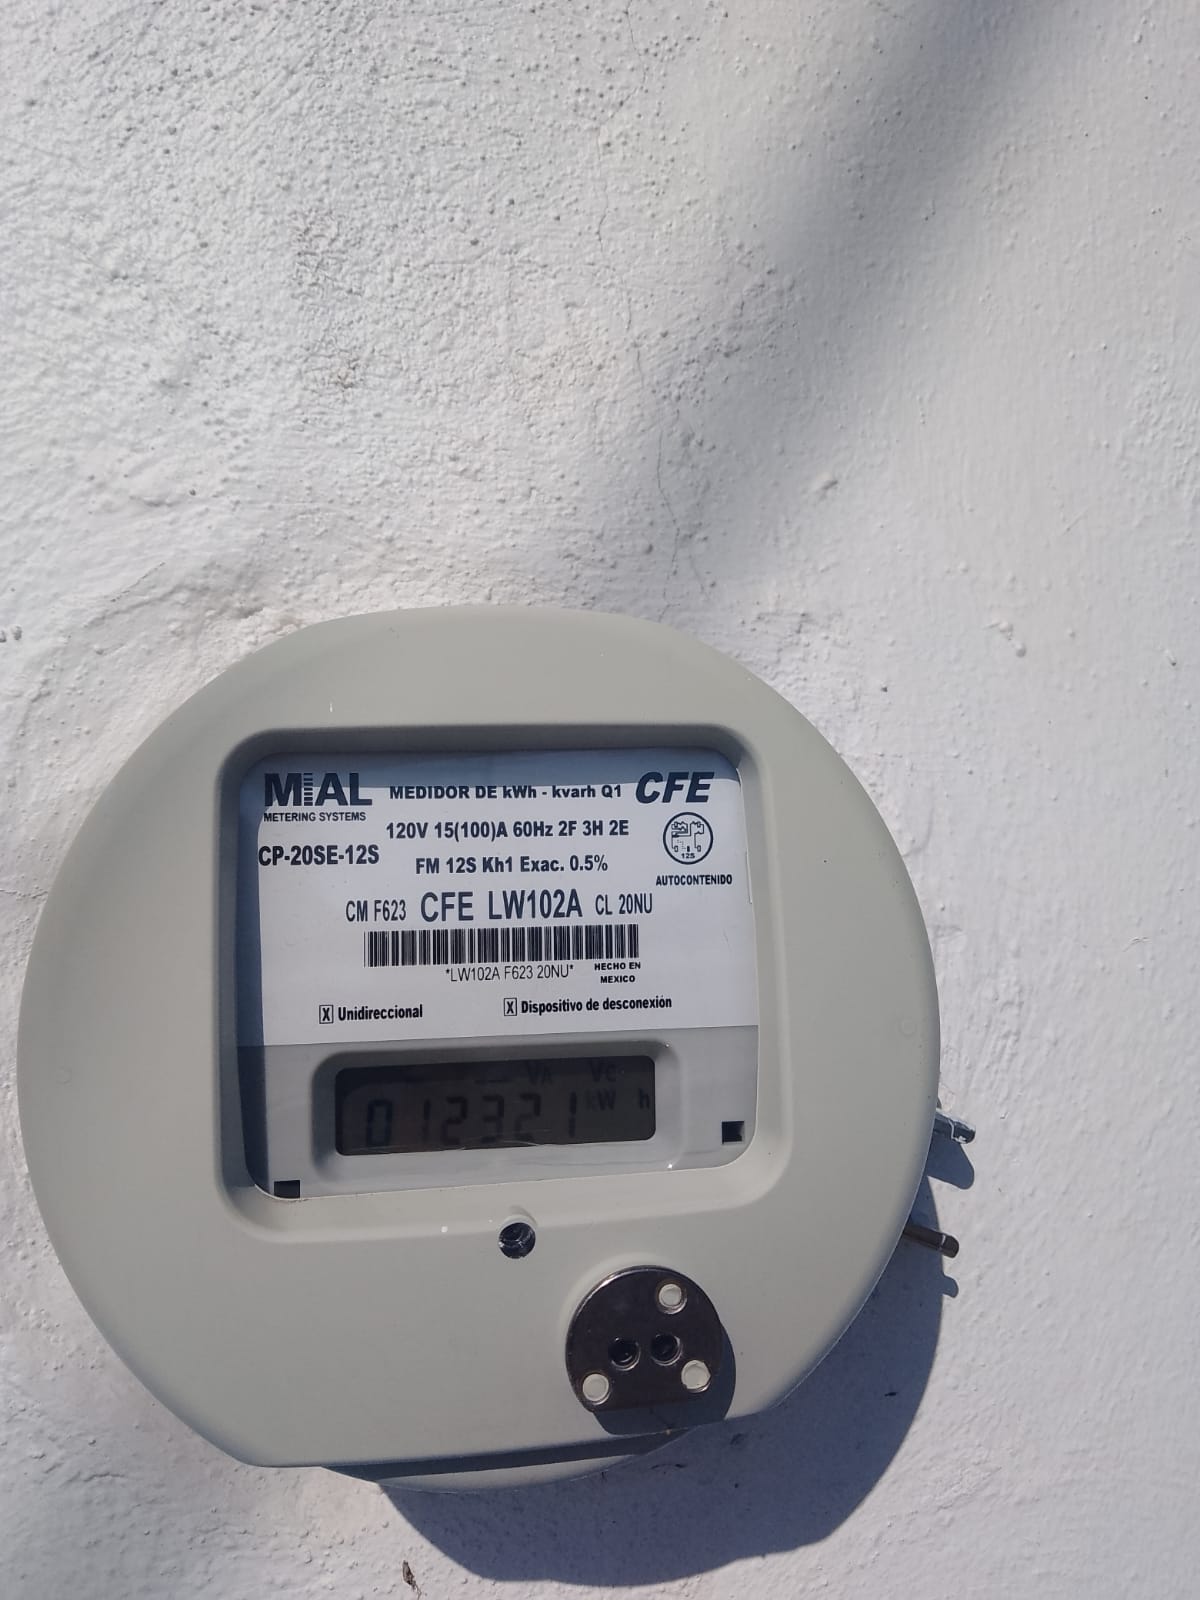 MIAL MEDIDOR DE kWh - kvarh Q1 CFE
METERING SYSTEMS
120V 15(100)A 60Hz 2F 3H 2E
CP-20SE-12S
FM 12S Kh1 Exac. 0.5%
12S
AUTOCONTENIDO
CM F623 CFE LW102A CL 20NU
*LW102A F623 20NU* HECHO EN
MEXICO
X Unidireccional X Dispositivo de desconexión
VA VC
012321 kW h